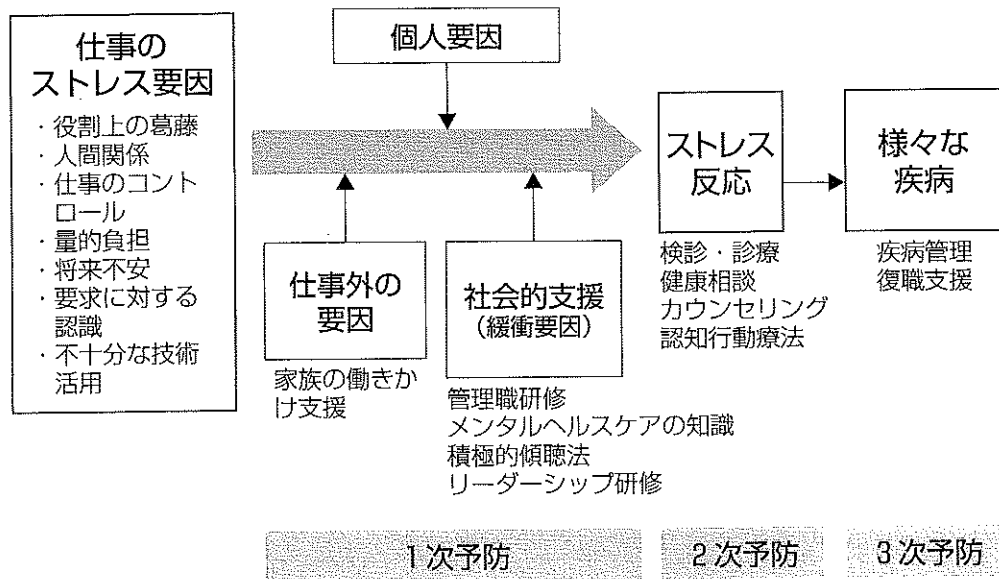 仕事の
ストレス要因
・役割上の葛藤
・人間関係
・仕事のコント
ロール
・量的負担
・将来不安
・要求に対する
認識
・不十分な技術
活用
個人要因
仕事外の
要因
家族の働きか
け支援
社会的支援
（緩衝要因）
管理職研修
メンタルヘルスケアの知識
積極的傾聴法
リーダーシップ研修
ストレス
反応
検診・診療
健康相談
カウンセリング
認知行動療法
様々な
疾病
疾病管理
復職支援
1次予防
2次予防
3次予防